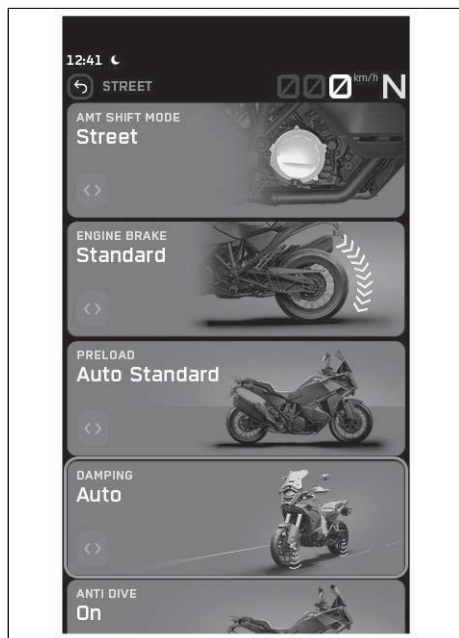 12:41
STREET
000 km/h N
AMT SHIFT MODE
Street
ENGINE BRAKE
Standard
PRELOAD
Auto Standard
DAMPING
Auto
ANTI DIVE
On